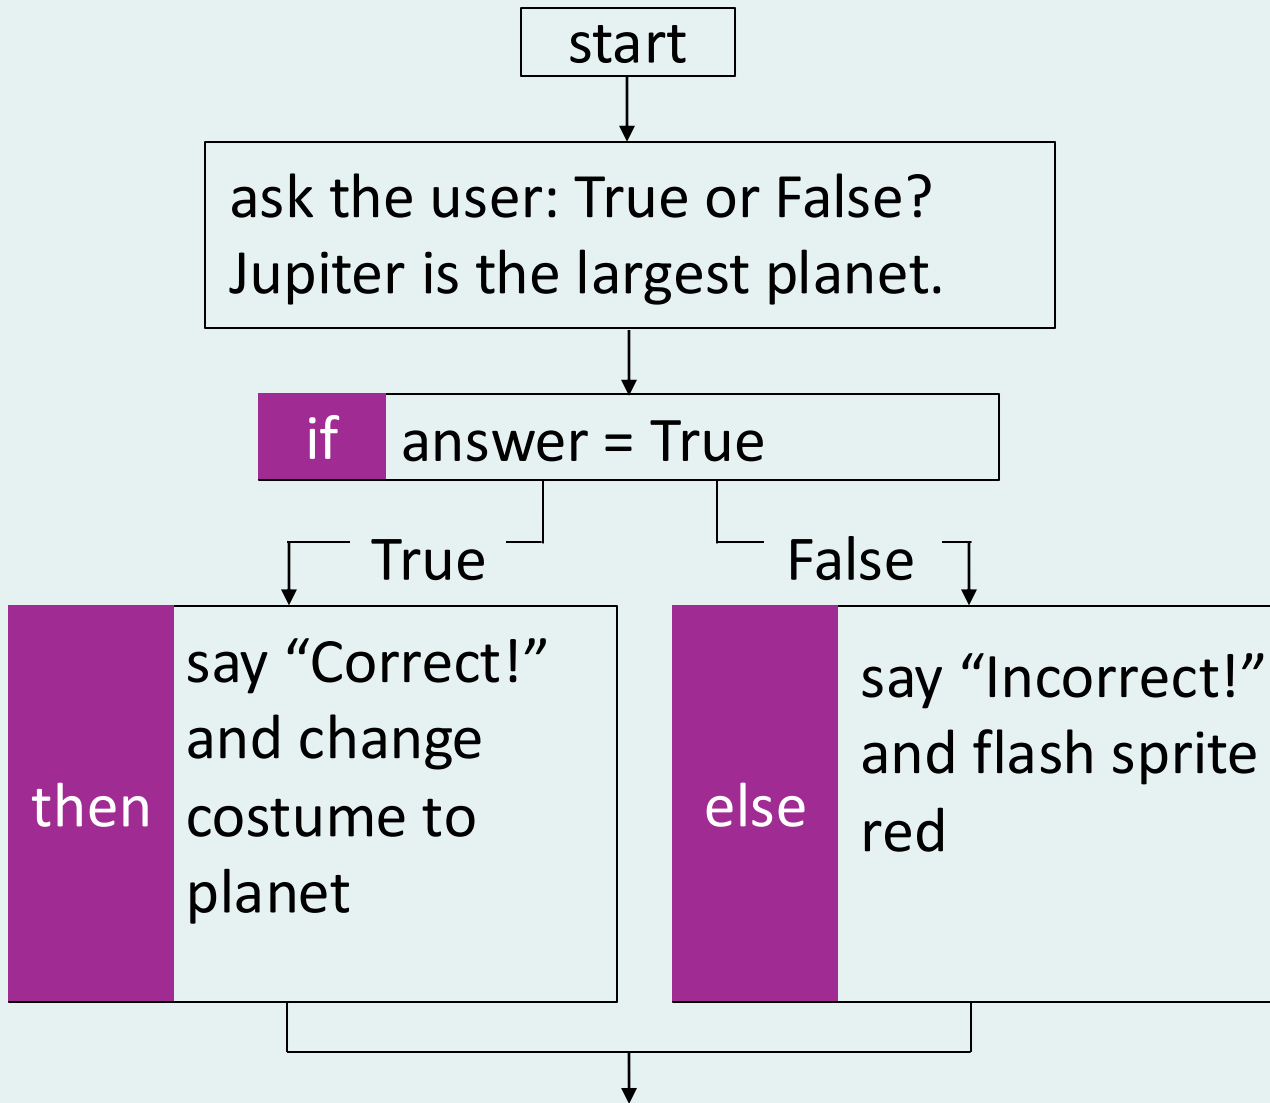 start
ask the user: True or False?
Jupiter is the largest planet.
if answer = True
True
False
then
say “Correct!”
and change
costume to
planet
else
say “Incorrect!”
and flash sprite
red